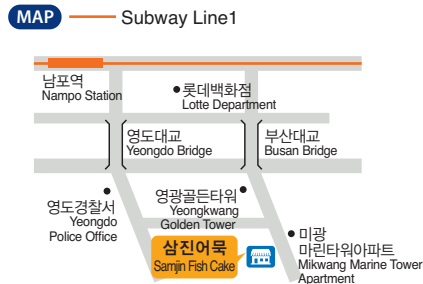 MAP Subway Line1
남포역
Nampo Station
롯데백화점
Lotte Department
영도대교
Yeongdo Bridge
부산대교
Busan Bridge
영도경찰서
Yeongdo
Police Office
영광골든타워
Yeongkwang
Golden Tower
삼진어묵
Samjin Fish Cake
미광
마린타워아파트
Mikwang Marine Tower
Apartment